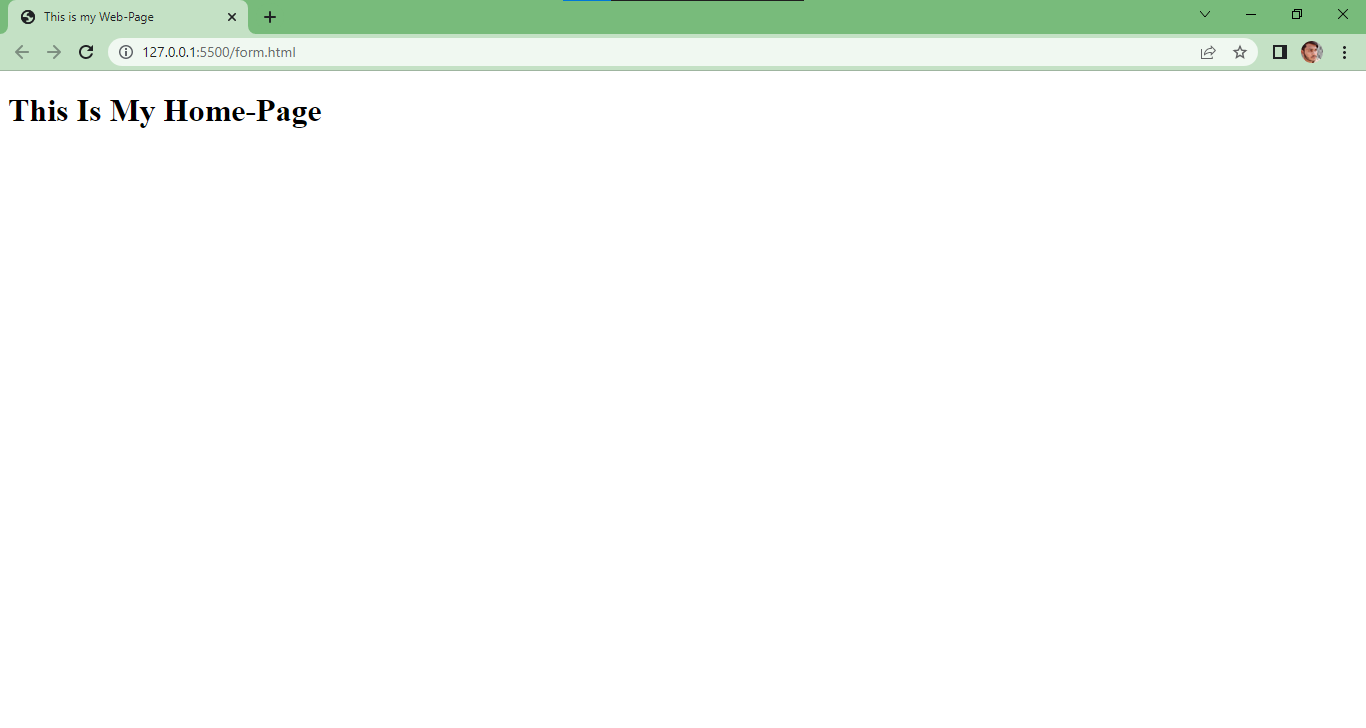 This is my Web-Page
127.0.0.1:5500/form.html
This Is My Home-Page